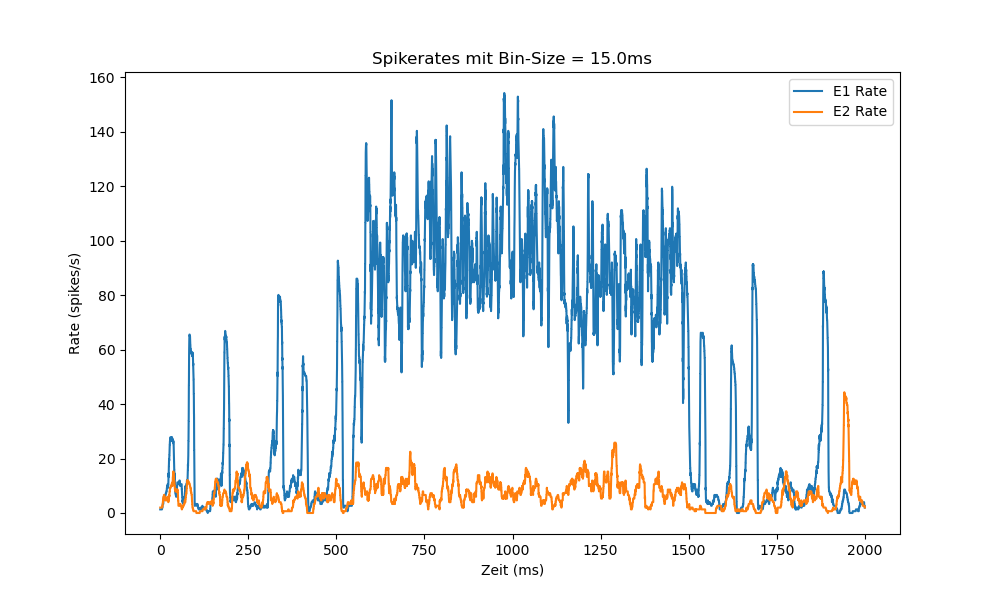 Spikerates mit Bin-Size = 15.0ms
E1 Rate
E2 Rate
Rate (spikes/s)
160
140
120
100
80
60
40
20
0
0 250 500 750 1000 1250 1500 1750 2000
Zeit (ms)